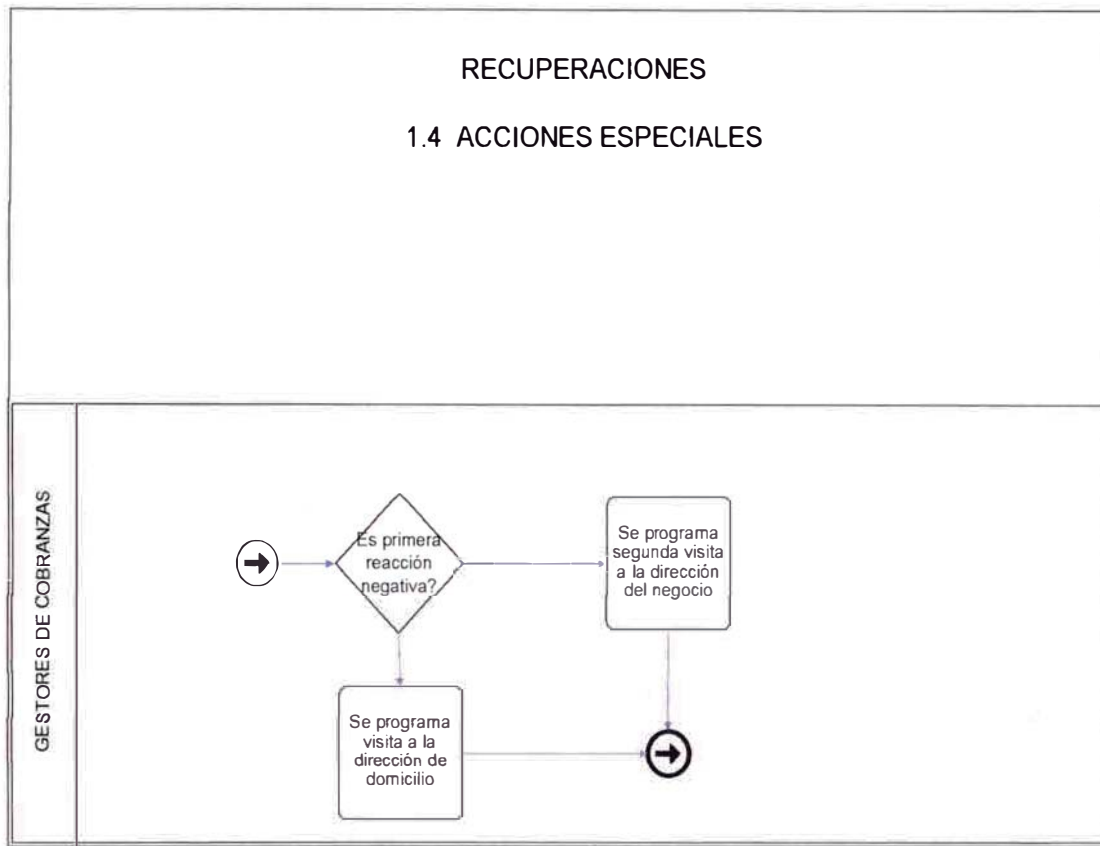 RECUPERACIONES
1.4 ACCIONES ESPECIALES
GESTORES DE COBRANZAS
Es primera
reacción
negativa?
Se programa
segunda visita
a la dirección
del negocio
Se programa
visita a la
dirección de
domicilio